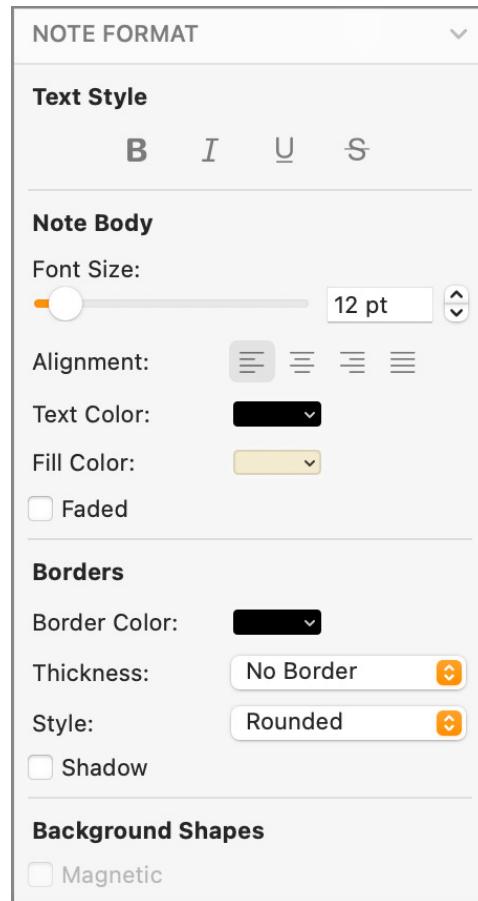 NOTE FORMAT
Text Style
B I U S
Note Body
Font Size:
12 pt
Alignment:
Text Color:
Fill Color:
Faded
Borders
Border Color:
Thickness: No Border
Style: Rounded
Shadow
Background Shapes
Magnetic